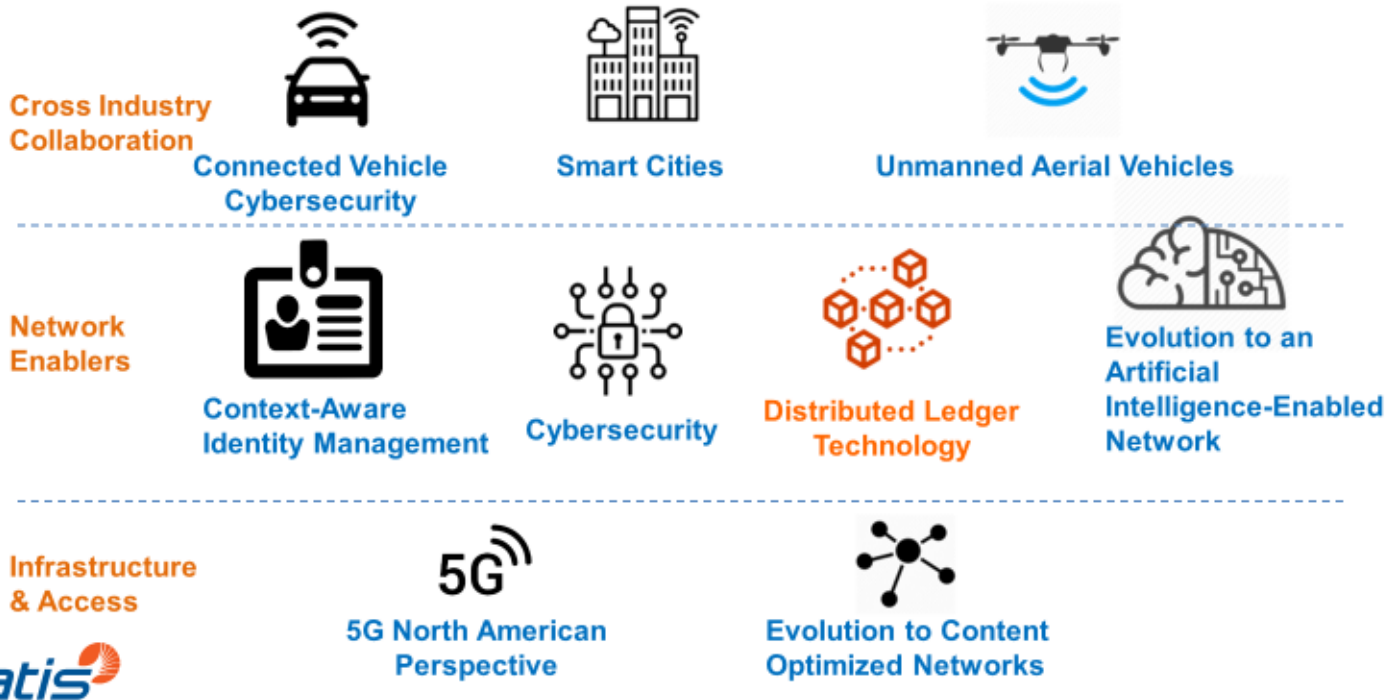 Cross Industry
Collaboration
Connected Vehicle
Cybersecurity
Smart Cities
Unmanned Aerial Vehicles
Network
Enablers
Context-Aware
Identity Management
Cybersecurity
Distributed Ledger
Technology
Evolution to an
Artificial
Intelligence-Enabled
Network
Infrastructure
& Access
5G
5G North American
Perspective
Evolution to Content
Optimized Networks
atis